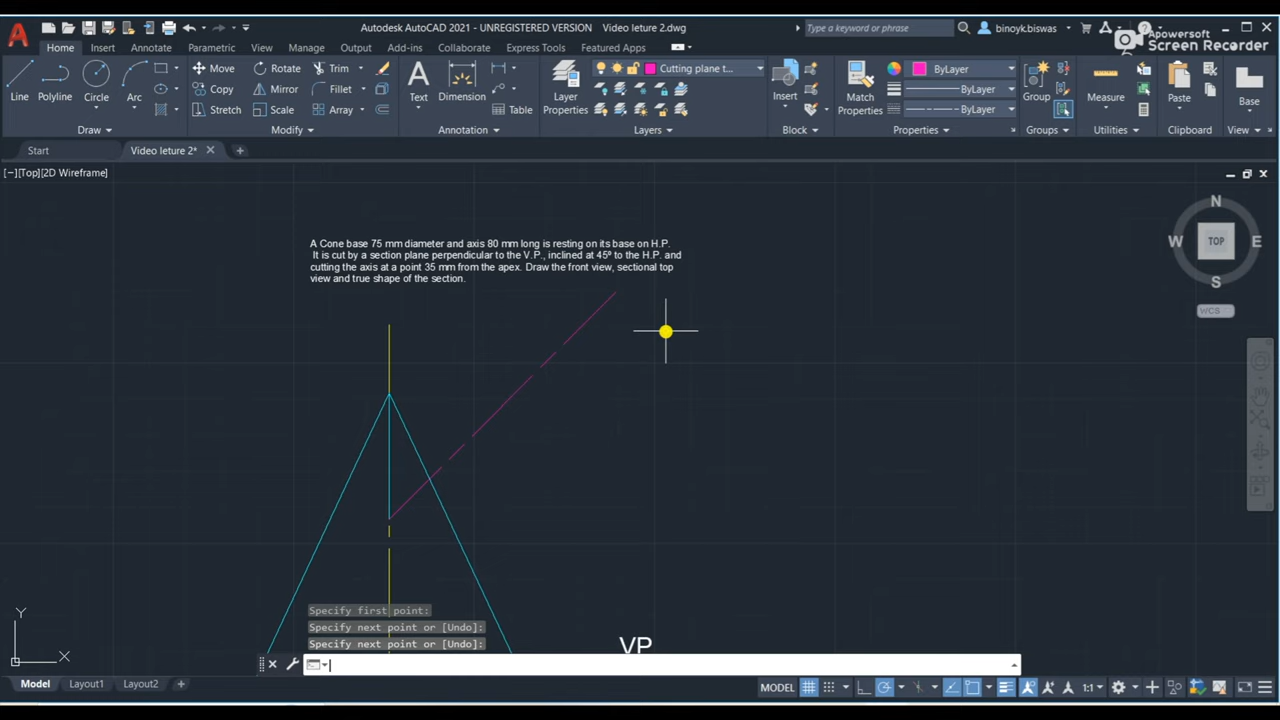 Autodesk AutoCAD 2021 - UNREGISTERED VERSION Video leture 2.dwg
Type a keyword or phrase
binoyk.biswas
Apowersoft
Screen Recorder
Home Insert Annotate Parametric View Manage Output Add-ins Collaborate Express Tools Featured Apps
Line Polyline Circle Arc
Move Rotate Trim
Copy Mirror Fillet
Stretch Scale Array
Text Dimension Table
Layer Properties
Cutting plane t...
Insert
Match Properties
ByLayer
ByLayer
ByLayer
Group
Measure
Paste
Base
Draw Modify Annotation Layers Block Properties Groups Utilities Clipboard View
Start Video leture 2*
[−][Top][2D Wireframe]
N
W TOP E
S
WCS
A Cone base 75 mm diameter and axis 80 mm long is resting on its base on H.P.
It is cut by a section plane perpendicular to the V.P., inclined at 45º to the H.P. and
cutting the axis at a point 35 mm from the apex. Draw the front view, sectional top
view and true shape of the section.
Y
X
VP
Specify first point:
Specify next point or [Undo]:
Specify next point or [Undo]:
Model Layout1 Layout2
MODEL 1:1